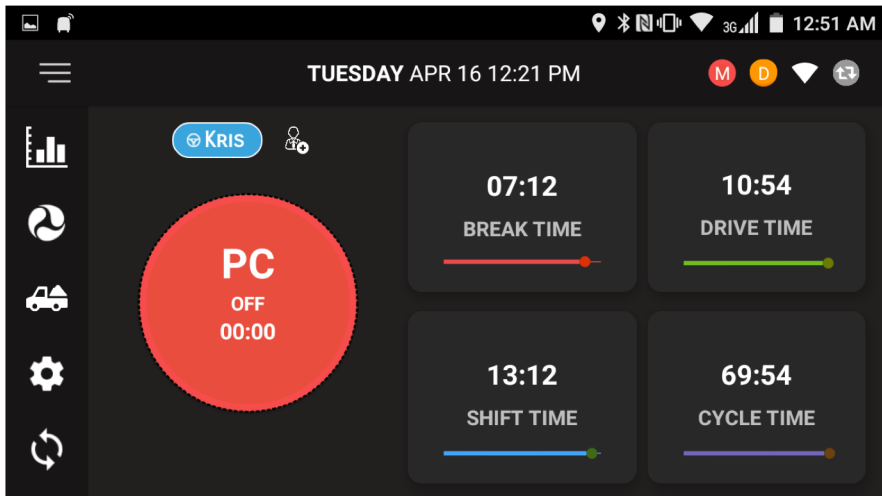 3G 12:51 AM
TUESDAY APR 16 12:21 PM
M D
KRIS
PC
OFF
00:00
07:12
BREAK TIME
10:54
DRIVE TIME
13:12
SHIFT TIME
69:54
CYCLE TIME